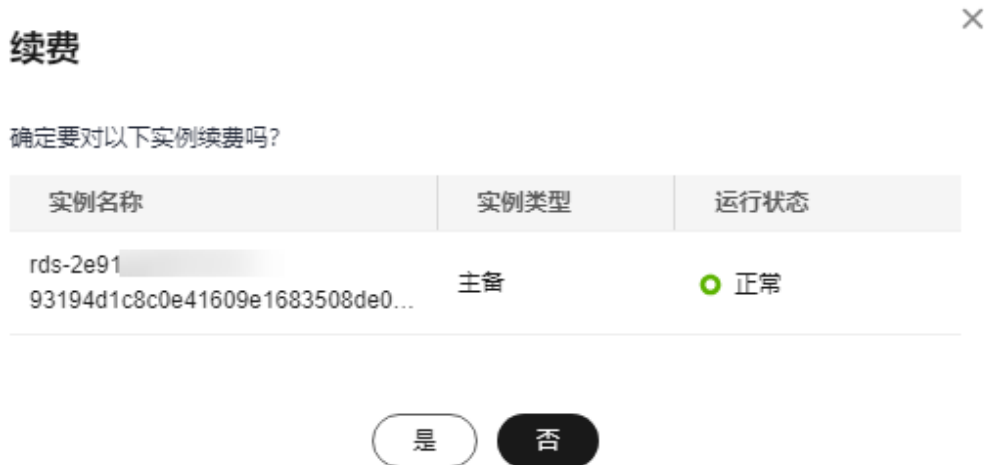 续费
确定要对以下实例续费吗?
实例名称 实例类型 运行状态
rds-2e91
93194d1c8c0e41609e1683508de0...
主备
正常
是 否